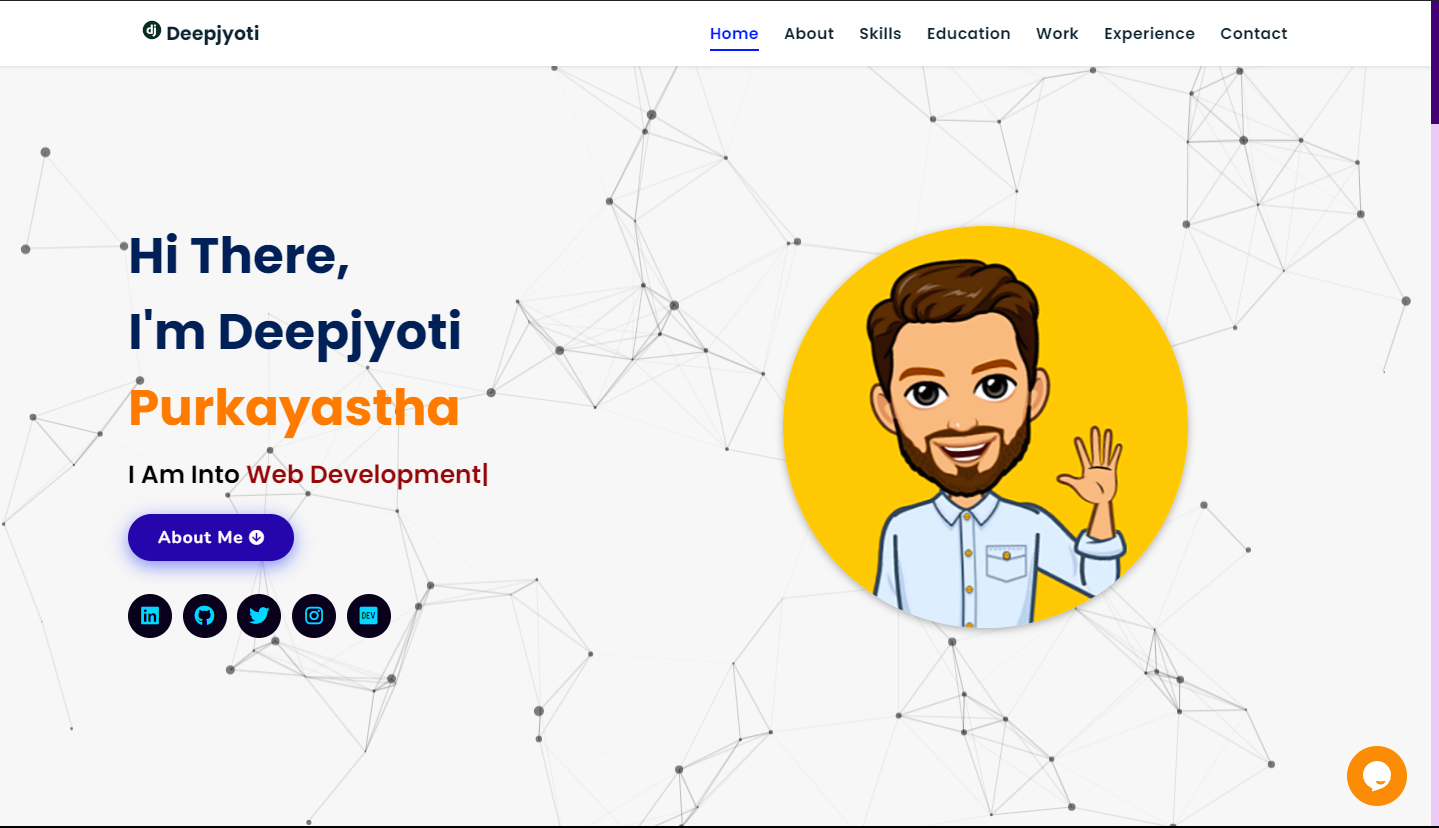 dj Deepjyoti
Home About Skills Education Work Experience Contact
Hi There,
I'm Deepjyoti
Purkayastha
I Am Into Web Development|
About Me
in
DEV